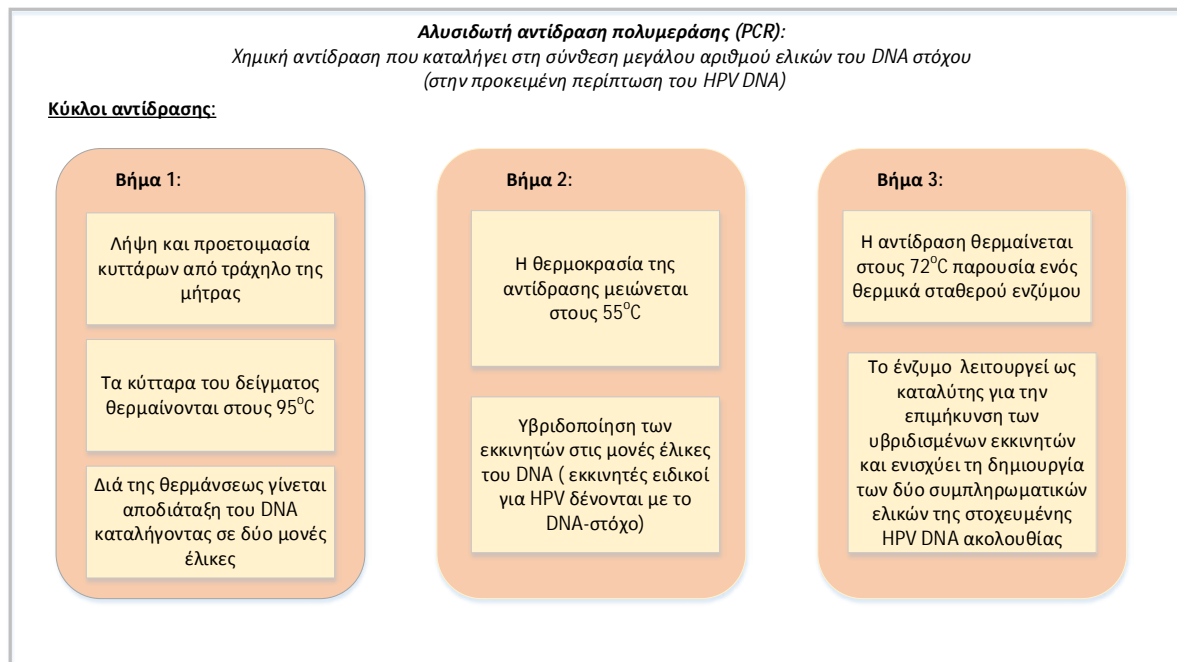 Αλυσιδωτή αντίδραση πολυμεράσης (PCR):
Χημική αντίδραση που καταλήγει στη σύνθεση μεγάλου αριθμού ελικών του DNA στόχου
(στην προκειμένη περίπτωση του HPV DNA)
Κύκλοι αντίδρασης:
Βήμα 1:
Λήψη και προετοιμασία
κυττάρων από τράχηλο της
μήτρας
Τα κύτταρα του δείγματος
θερμαίνονται στους 95°C
Διά της θερμάνσεως γίνεται
αποδιάταξη του DNA
καταλήγοντας σε δύο μονές
έλικες
Βήμα 2:
Η θερμοκρασία της
αντίδρασης μειώνεται
στους 55°C
Υβριδοποίηση των
εκκινητών στις μονές έλικες
του DNA ( εκκινητές ειδικοί
για HPV δένονται με το
DNA-στόχο)
Βήμα 3:
Η αντίδραση θερμαίνεται
στους 72°C παρουσία ενός
θερμικά σταθερού ενζύμου
Το ένζυμο λειτουργεί ως
καταλύτης για την
επιμήκυνση των
υβριδισμένων εκκινητών
και ενισχύει τη δημιουργία
των δύο συμπληρωματικών
ελικών της στοχευμένης
HPV DNA ακολουθίας